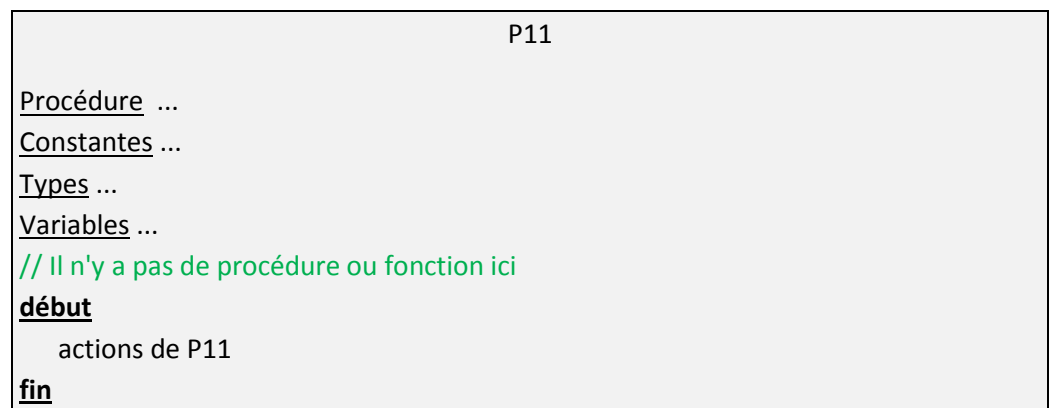 P11
Procédure ...
Constantes ...
Types ...
Variables ...
// Il n'y a pas de procédure ou fonction ici
début
actions de P11
fin